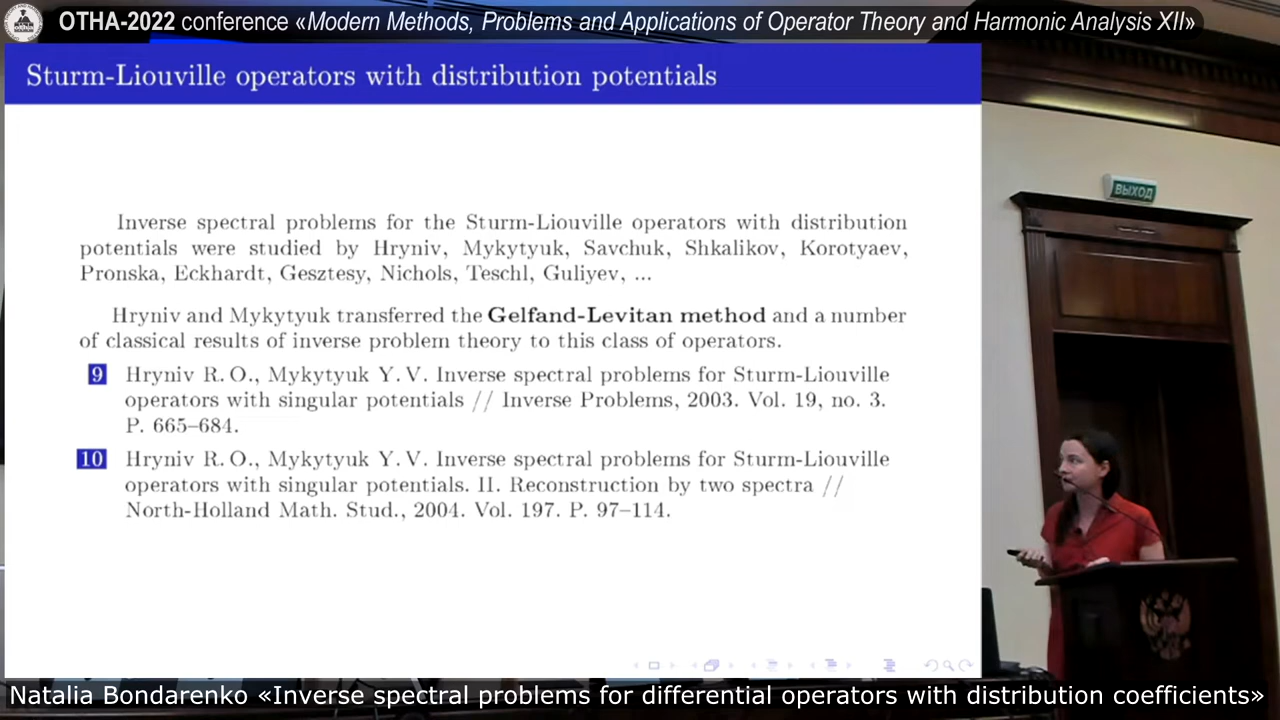 OTHA-2022 conference «Modern Methods, Problems and Applications of Operator Theory and Harmonic Analysis XII»
Sturm-Liouville operators with distribution potentials
ВЫХОД
Inverse spectral problems for the Sturm-Liouville operators with distribution
potentials were studied by Hryniv, Mykytyuk, Savchuk, Shkalikov, Korotyaev,
Pronska, Eckhardt, Gesztesy, Nichols, Teschl, Guliyev, ...
Hryniv and Mykytyuk transferred the Gelfand-Levitan method and a number
of classical results of inverse problem theory to this class of operators.
9 Hryniv R. O., Mykytyuk Y. V. Inverse spectral problems for Sturm-Liouville
operators with singular potentials // Inverse Problems, 2003. Vol. 19, no. 3.
P. 665–684.
10 Hryniv R. O., Mykytyuk Y. V. Inverse spectral problems for Sturm-Liouville
operators with singular potentials. II. Reconstruction by two spectra //
North-Holland Math. Stud., 2004. Vol. 197. P. 97–114.
Natalia Bondarenko «Inverse spectral problems for differential operators with distribution coefficients»